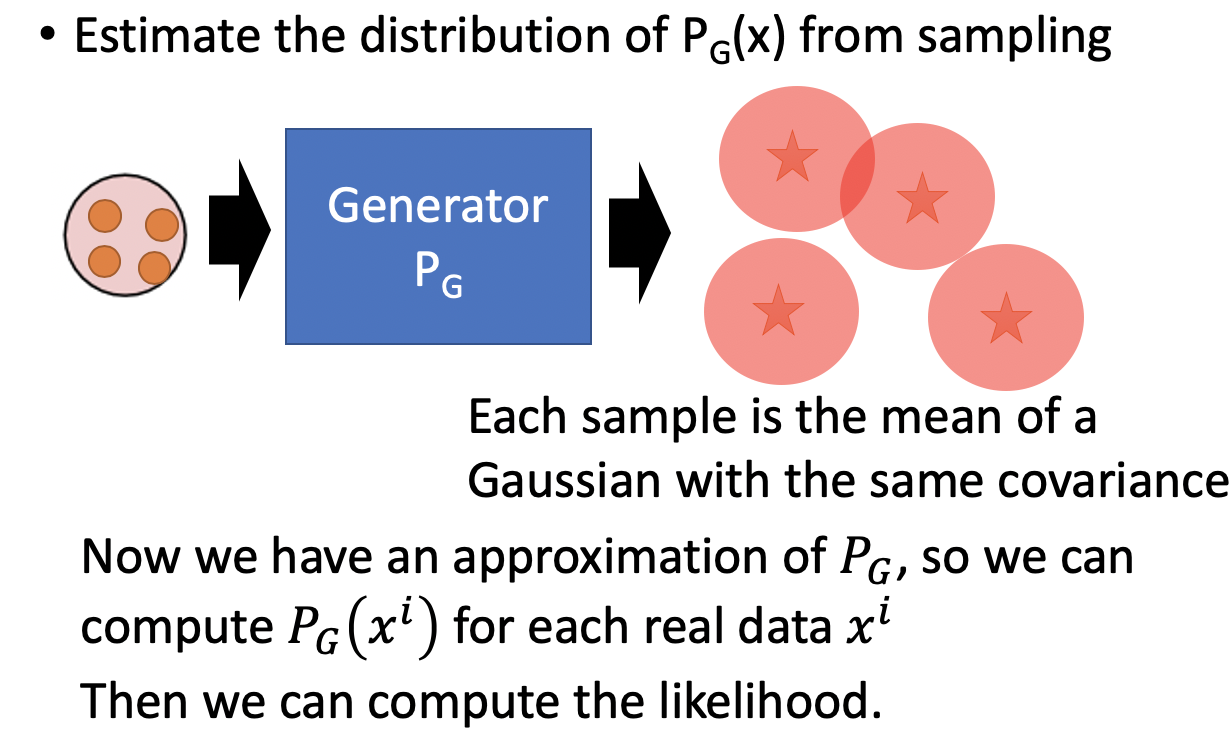 • Estimate the distribution of P_G(x) from sampling
Generator
P_G
Each sample is the mean of a
Gaussian with the same covariance
Now we have an approximation of P_G, so we can
compute P_G(x^i) for each real data x^i
Then we can compute the likelihood.